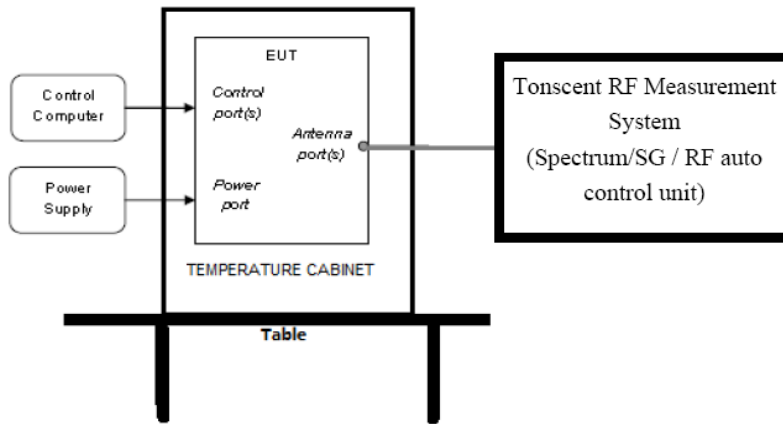 EUT
Control
Computer
Control
port(s)
Antenna
port(s)
Power
Supply
Power
port
TEMPERATURE CABINET
Table
Tonscent RF Measurement
System
(Spectrum/SG / RF auto
control unit)